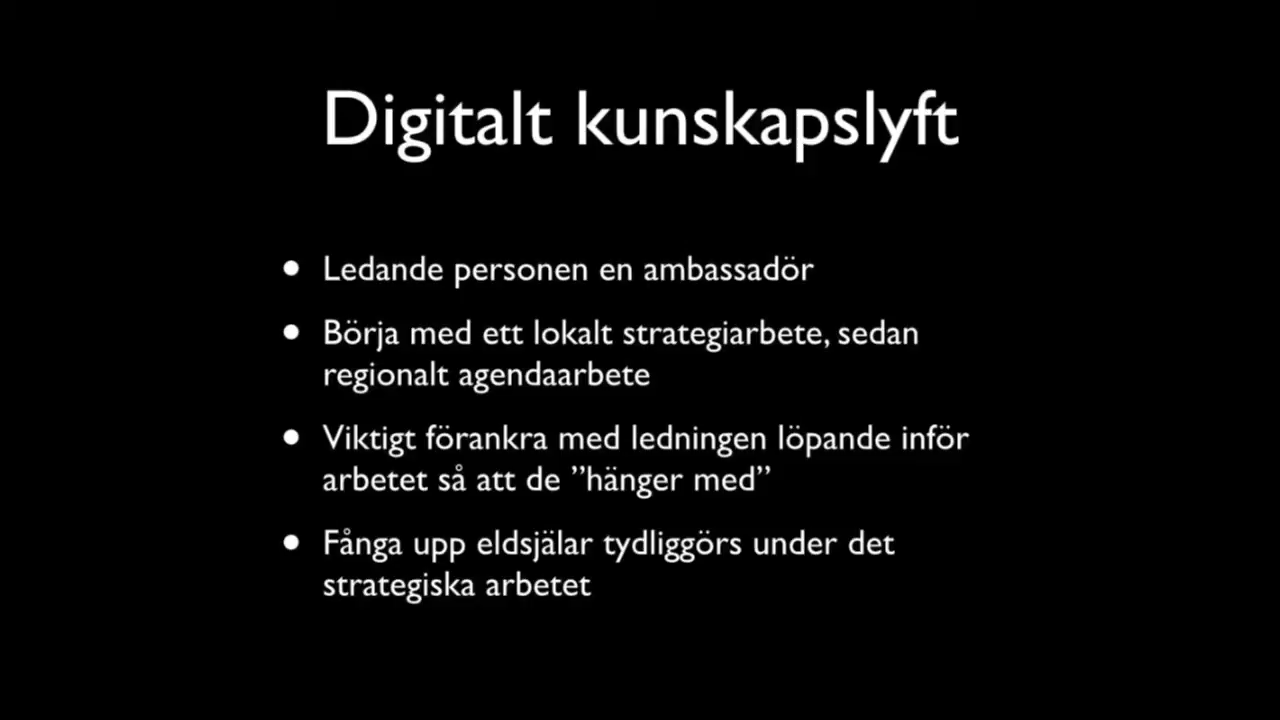 Digitalt kunskapslyft
• Ledande personen en ambassadör
• Börja med ett lokalt strategiarbete, sedan
regionalt agendaarbete
• Viktigt förankra med ledningen löpande inför
arbetet så att de ”hänger med”
• Fånga upp eldsjälar tydliggörs under det
strategiska arbetet